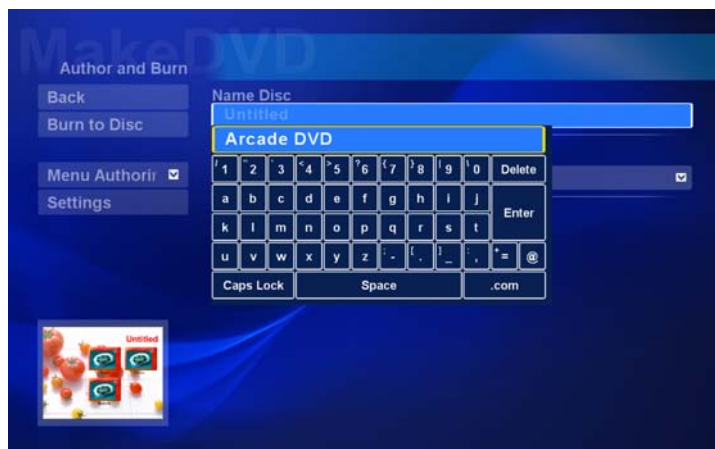 MakeDVD
Author and Burn
Back
Burn to Disc
Menu Authorin
Settings
Name Disc
Untitled
Arcade DVD
1 2 3 4 5 6 7 8 9 0 Delete
a b c d e f g h i j
Enter
k l m n o p q r s t
u v w x y z ; - [ . ] _ : , + = @
Caps Lock Space .com
Untitled